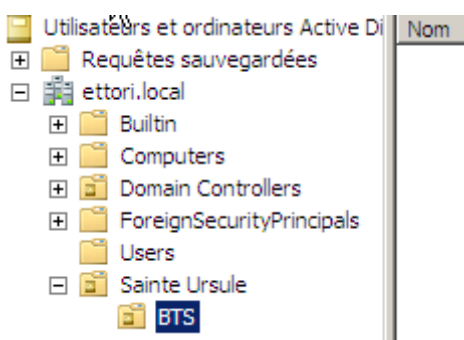 Utilisateurs et ordinateurs Active Di
Nom
Requêtes sauvegardées
ettori.local
Builtin
Computers
Domain Controllers
ForeignSecurityPrincipals
Users
Sainte Ursule
BTS